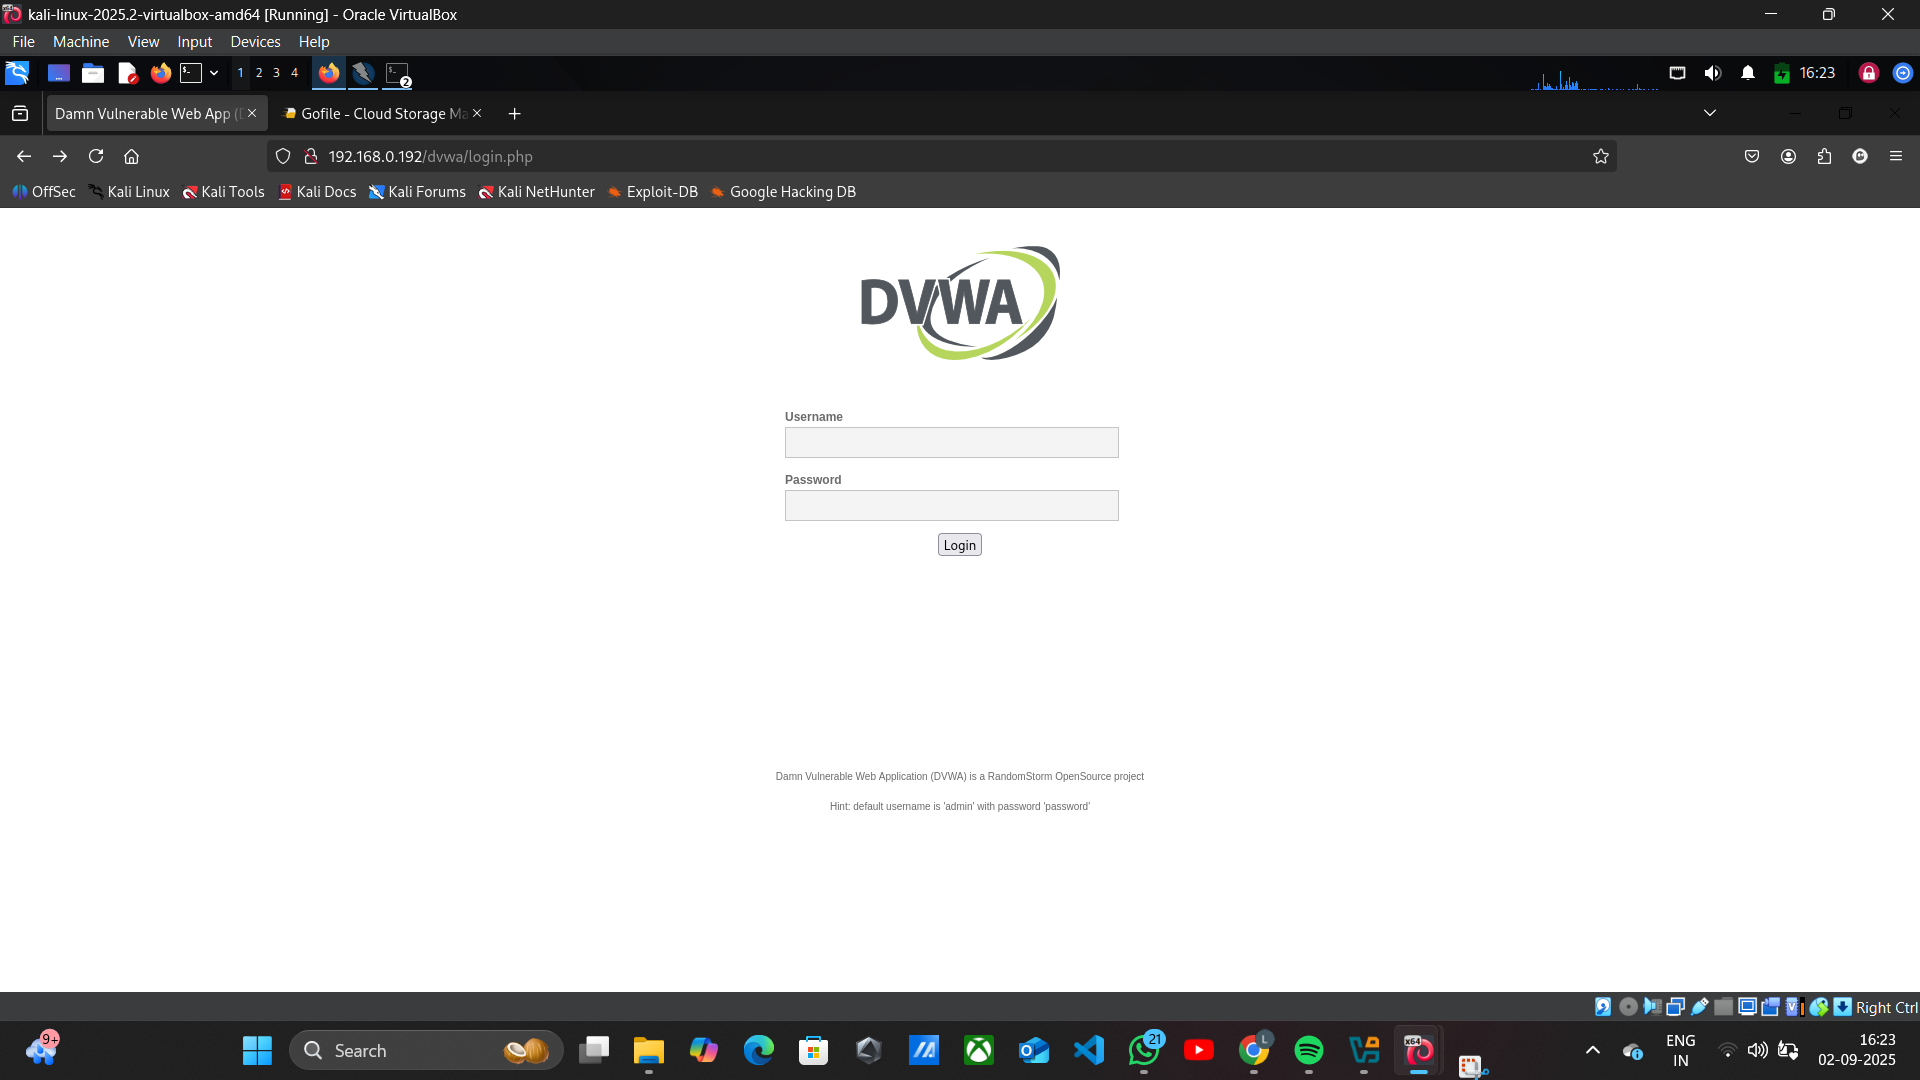 kali-linux-2025.2-virtualbox-amd64 [Running] - Oracle VirtualBox
File Machine View Input Devices Help
1 2 3 4
2
16:23
Damn Vulnerable Web App (D
Gofile - Cloud Storage Ma
192.168.0.192/dvwa/login.php
OffSec Kali Linux Kali Tools Kali Docs Kali Forums Kali NetHunter Exploit-DB Google Hacking DB
DVWA
Username
Password
Login
Damn Vulnerable Web Application (DVWA) is a RandomStorm OpenSource project
Hint: default username is 'admin' with password 'password'
Right Ctrl
9+
Search
21
L
x64
ENG
IN
16:23
02-09-2025